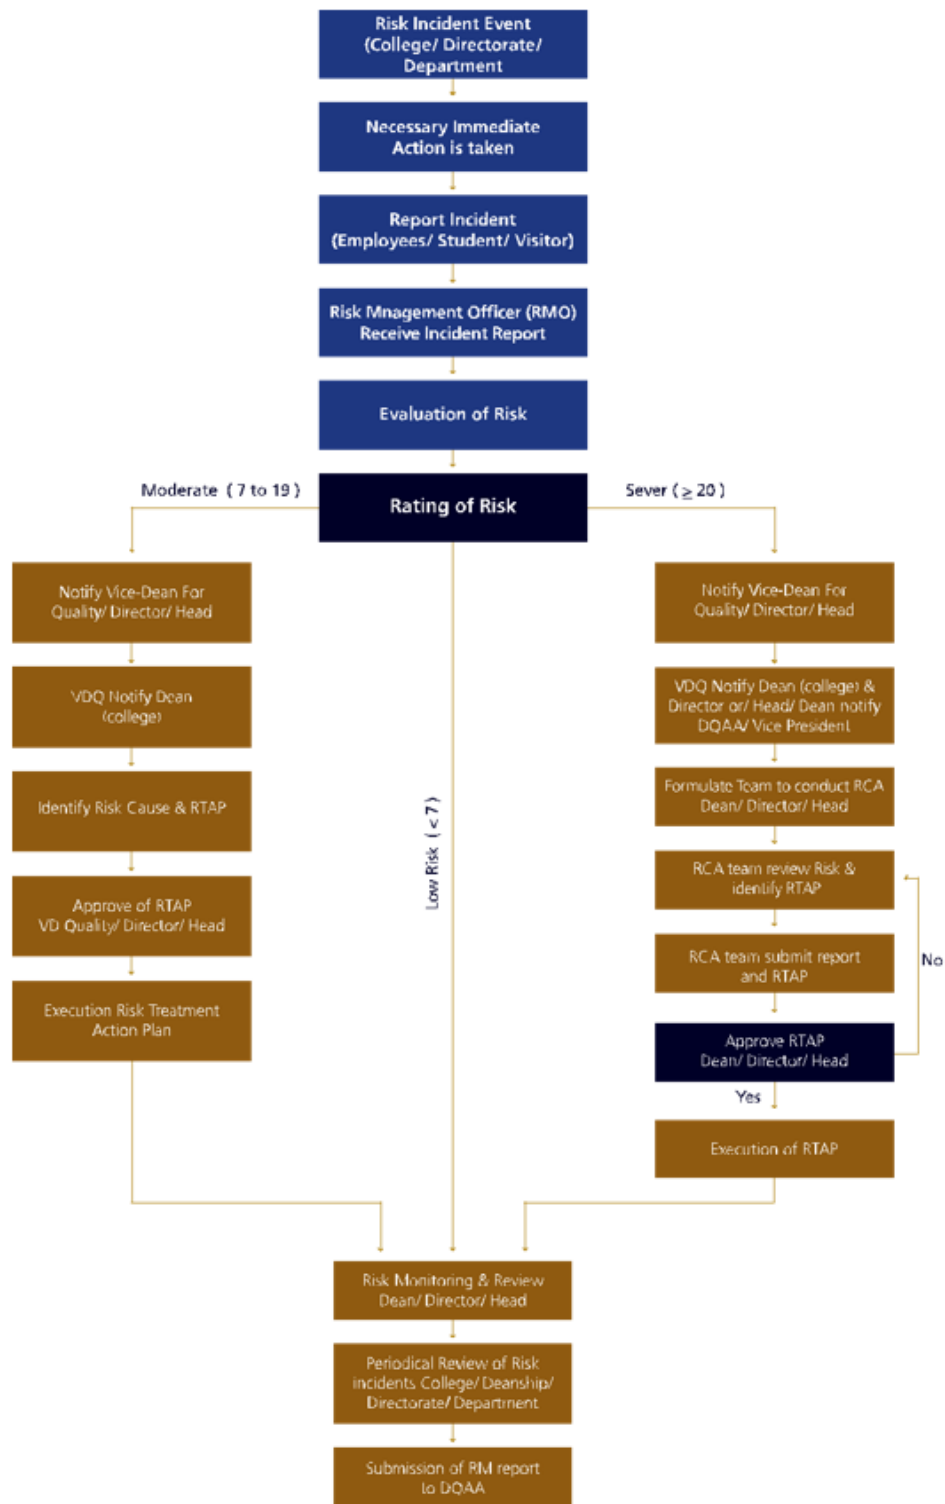 Risk Incident Event
(College/ Directorate/
Department
Necessary Immediate
Action is taken
Report Incident
(Employees/ Student/ Visitor)
Risk Mnagement Officer (RMO)
Receive Incident Report
Evaluation of Risk
Rating of Risk
Moderate ( 7 to 19 )
Notify Vice-Dean For
Quality/ Director/ Head
VDQ Notify Dean
(college)
Identify Risk Cause & RTAP
Approve of RTAP
VD Quality/ Director/ Head
Execution Risk Treatment
Action Plan
Low Risk ( < 7 )
Sever ( ≥ 20 )
Notify Vice-Dean For
Quality/ Director/ Head
VDQ Notify Dean (college) &
Director or/ Head/ Dean notify
DQAA/ Vice President
Formulate Team to conduct RCA
Dean/ Director/ Head
RCA team review Risk &
identify RTAP
RCA team submit report
and RTAP
Approve RTAP
Dean/ Director/ Head
No
Yes
Execution of RTAP
Risk Monitoring & Review
Dean/ Director/ Head
Periodical Review of Risk
incidents College/ Deanship/
Directorate/ Department
Submission of RM report
to DQAA